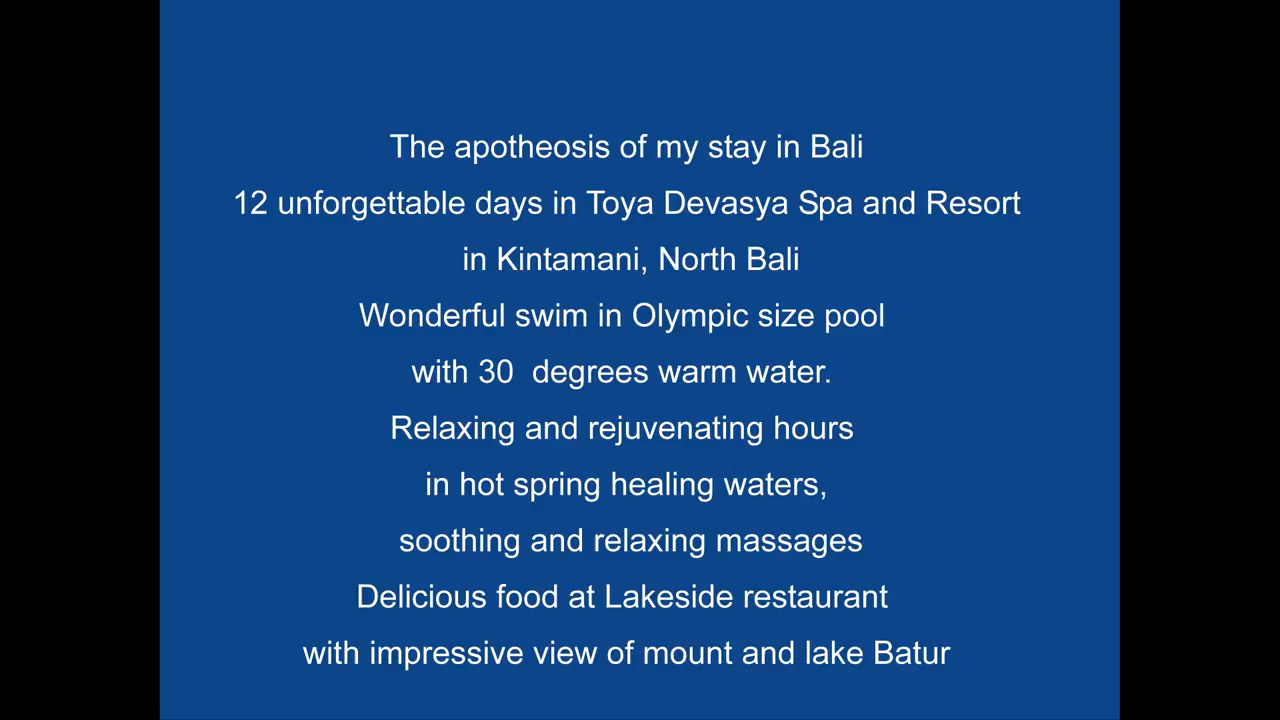 The apotheosis of my stay in Bali
12 unforgettable days in Toya Devasya Spa and Resort
in Kintamani, North Bali
Wonderful swim in Olympic size pool
with 30  degrees warm water.
Relaxing and rejuvenating hours
in hot spring healing waters,
soothing and relaxing massages
Delicious food at Lakeside restaurant
with impressive view of mount and lake Batur